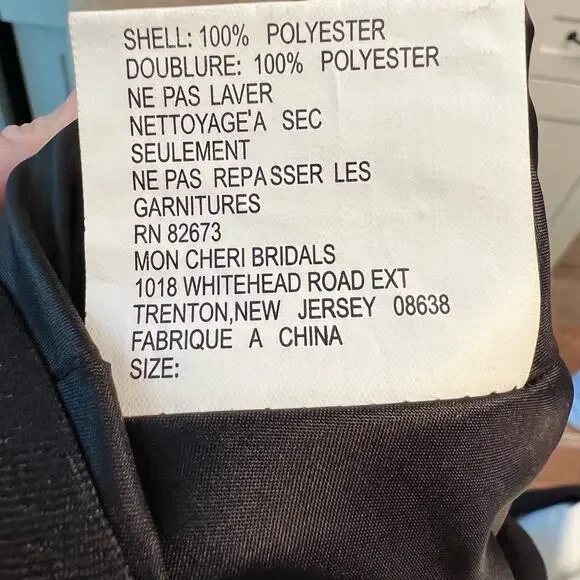 SHELL: 100% POLYESTER
DOUBLURE: 100% POLYESTER
NE PAS LAVER
NETTOYAGE'A SEC
SEULEMENT
NE PAS REPASSER LES
GARNITURES
RN 82673
MON CHERI BRIDALS
1018 WHITEHEAD ROAD EXT
TRENTON,NEW JERSEY 08638
FABRIQUE A CHINA
SIZE: